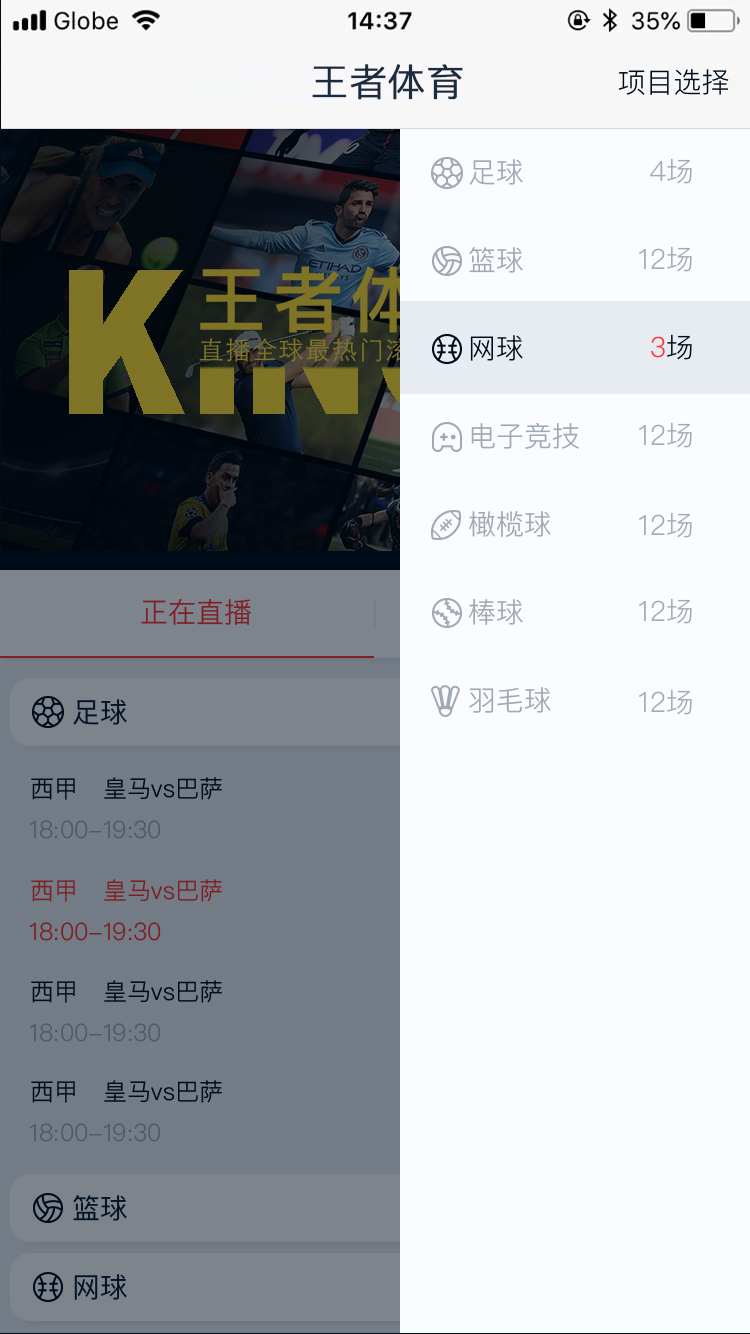 Globe 14:37 35%
王者体育 项目选择
足球 4场
篮球 12场
网球 3场
电子竞技 12场
橄榄球 12场
棒球 12场
羽毛球 12场
王者体
直播全球最热门
ETIHAD
正在直播
足球
西甲 皇马vs巴萨
18:00–19:30
西甲 皇马vs巴萨
18:00–19:30
西甲 皇马vs巴萨
18:00–19:30
西甲 皇马vs巴萨
18:00–19:30
篮球
网球